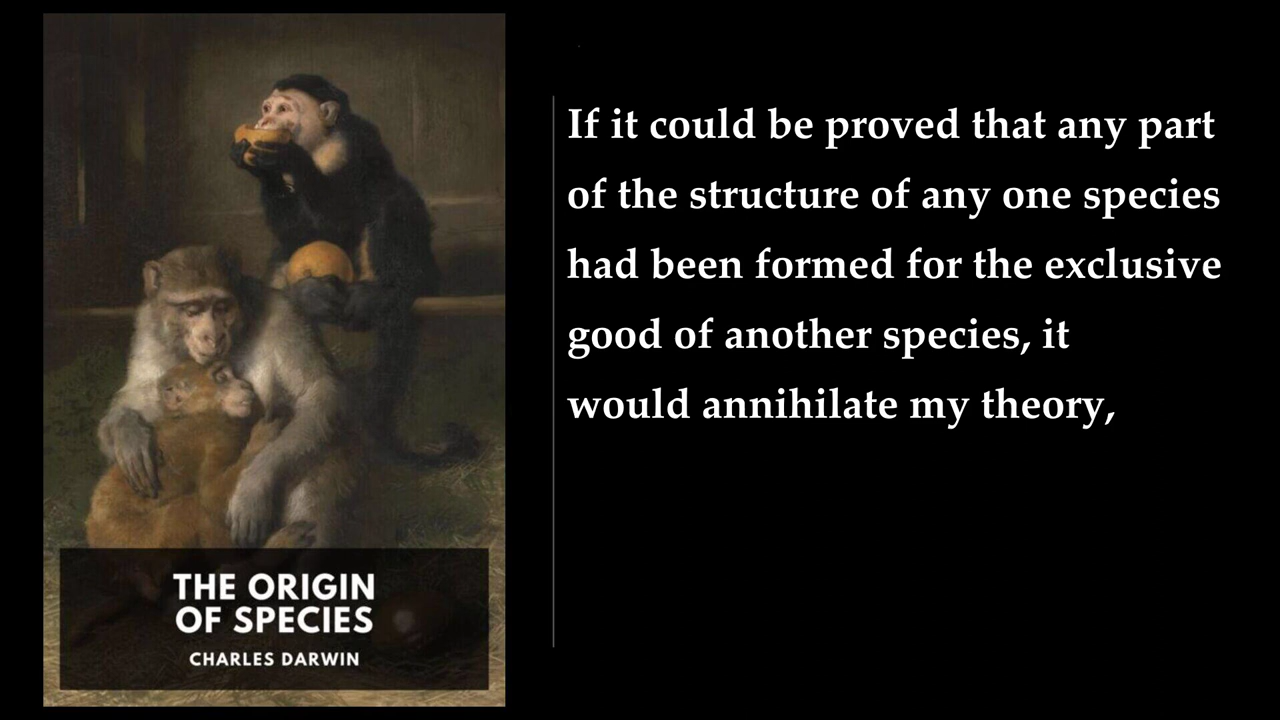 THE ORIGIN
OF SPECIES
CHARLES DARWIN
If it could be proved that any part
of the structure of any one species
had been formed for the exclusive
good of another species, it
would annihilate my theory,